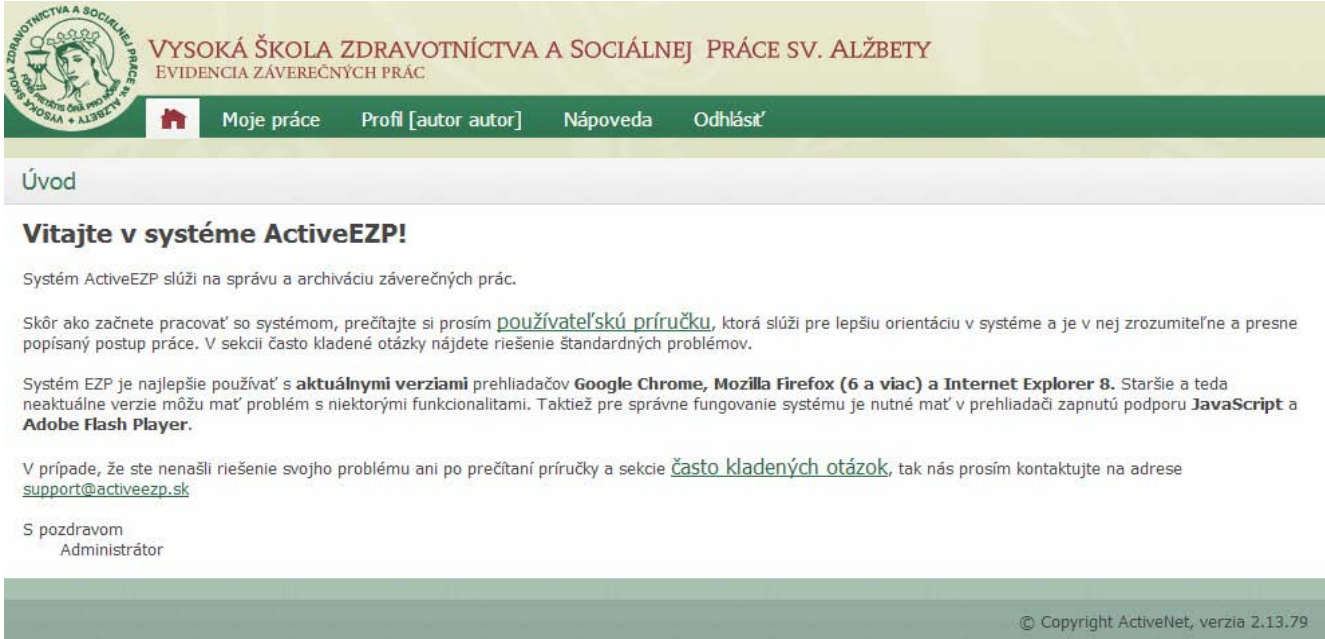 VYSOKÁ ŠKOLA ZDRAVOTNÍCTVA A SOCIÁLNEJ PRÁCE SV. ALŽBETY
EVIDENCIA ZÁVEREČNÝCH PRÁC
Moje práce Profil [autor autor] Nápoveda Odhlásiť
Úvod
Vitajte v systéme ActiveEZP!
Systém ActiveEZP slúži na správu a archiváciu záverečných prác.
Skôr ako začnete pracovať so systémom, prečítajte si prosím používateľskú príručku, ktorá slúži pre lepšiu orientáciu v systéme a je v nej zrozumiteľne a presne
popísaný postup práce. V sekcii často kladené otázky nájdete riešenie štandardných problémov.
Systém EZP je najlepšie používať s aktuálnymi verziami prehliadačov Google Chrome, Mozilla Firefox (6 a viac) a Internet Explorer 8. Staršie a teda
neaktuálne verzie môžu mať problém s niektorými funkcionalitami. Taktiež pre správne fungovanie systému je nutné mať v prehliadači zapnutú podporu JavaScript a
Adobe Flash Player.
V prípade, že ste nenašli riešenie svojho problému ani po prečítaní príručky a sekcie často kladených otázok, tak nás prosím kontaktujte na adrese
support@activeezp.sk
S pozdravom
Administrátor
© Copyright ActiveNet, verzia 2.13.79